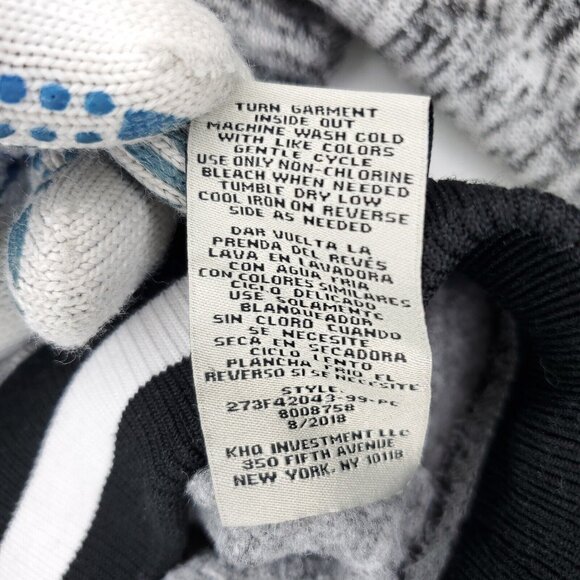 TURN GARMENT
INSIDE OUT
MACHINE WASH COLD
WITH LIKE COLORS
GENTLE CYCLE
USE ONLY NON-CHLORINE
BLEACH WHEN NEEDED
TUMBLE DRY LOW
COOL IRON ON REVERSE
SIDE AS NEEDED
DAR VUELTA LA
PRENDA DEL REVÉS
LAVA EN LAVADORA
CON AGUA FRIA
CON COLORES SIMILARES
CICLO DELICADO
USE SOLAMENTE
BLANQUEADOR
SIN CLORO CUANDO
SE NECESITE
SECA EN SECADORA
CICLO LENTO
PLANCHA FRIO EL
REVERSO SI SE NECESITE
STYLE
273F42043-99-PC
8008758
8/2018
KHQ INVESTMENT LLC
350 FIFTH AVENUE
NEW YORK, NY 10118